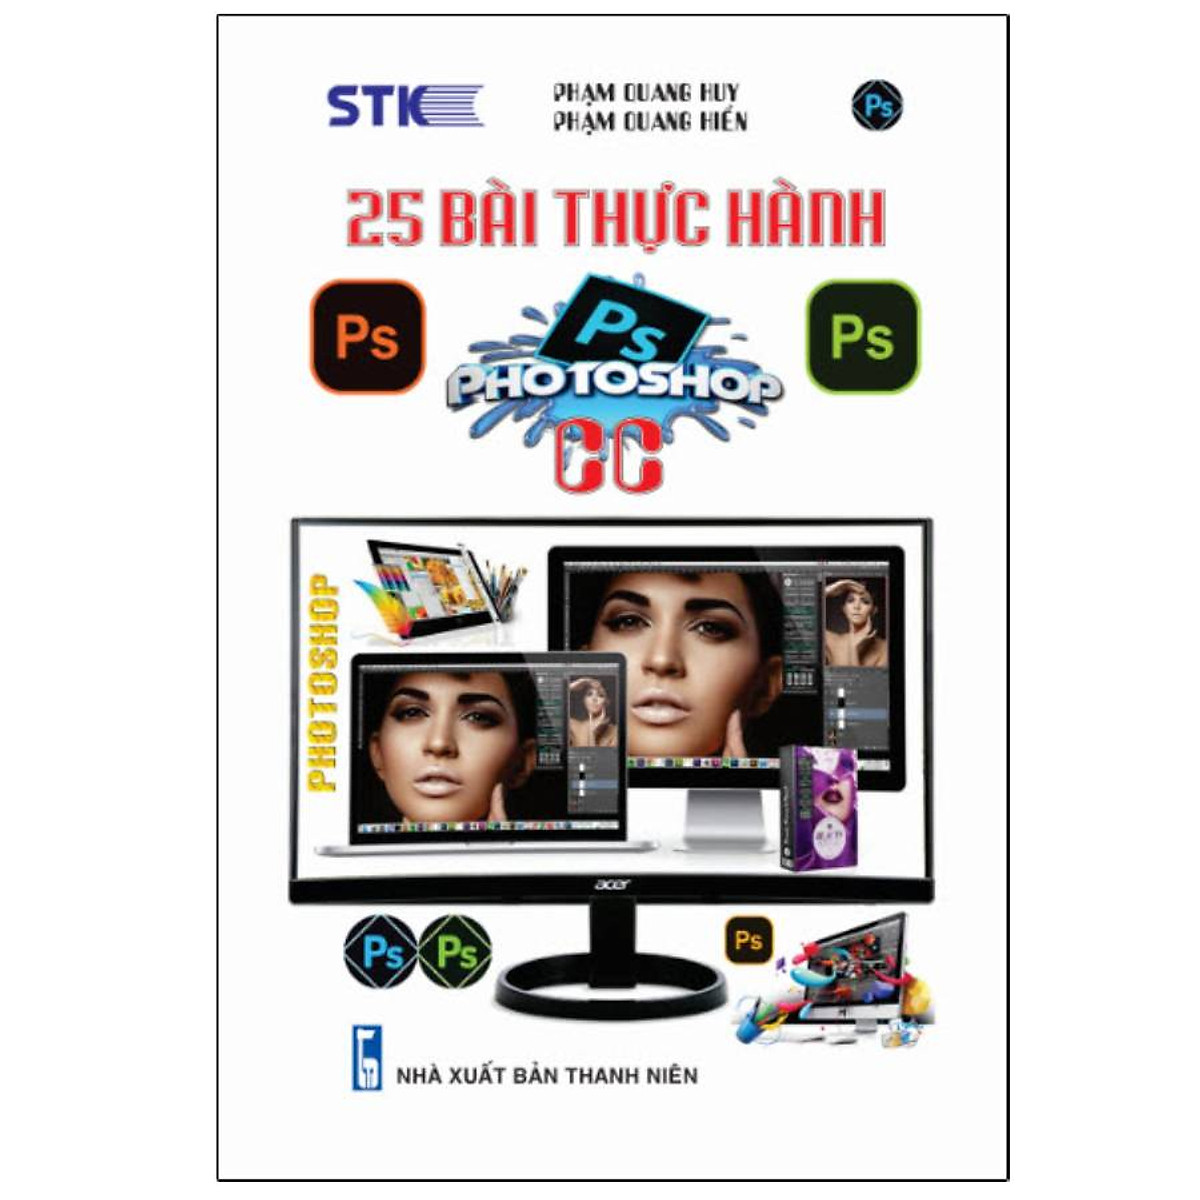 STK
PHẠM QUANG HUY
PHẠM QUANG HIỂN
Ps
25 BÀI THỰC HÀNH
Ps
Ps
Ps
PHOTOSHOP
CC
PHOTOSHOP
acer
Ps
Ps
Ps
NHÀ XUẤT BẢN THANH NIÊN